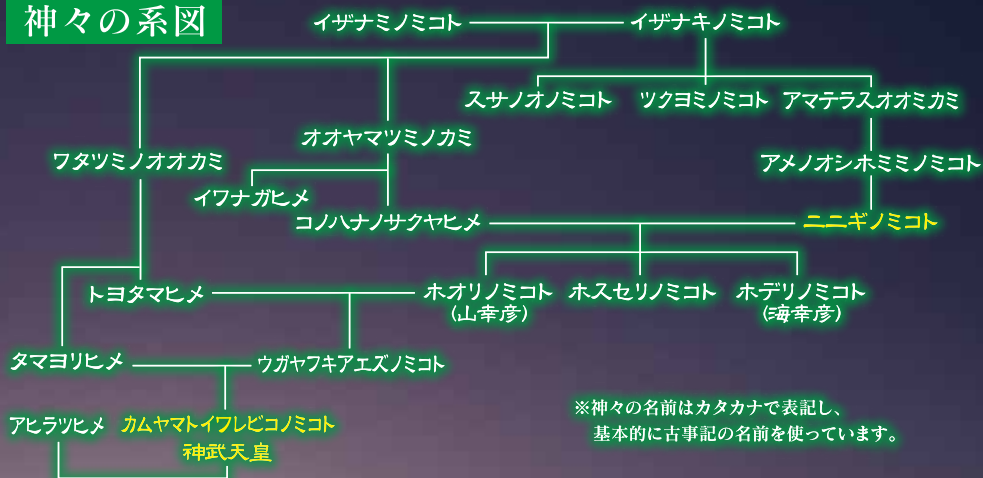 神々の系図
イザナミノミコト
イザナキノミコト
スサノオノミコト
ツクヨミノミコト
アマテラスオオミカミ
オオヤマツミノカミ
ワタツミノオオカミ
アメノオシホミミノミコト
イワナガヒメ
コノハナノサクヤヒメ
ニニギノミコト
トヨタマヒメ
ホオリノミコト
(山幸彦)
ホスセリノミコト
ホデリノミコト
(海幸彦)
タマヨリヒメ
ウガヤフキアエズノミコト
アヒラツヒメ
カムヤマトイワレビコノミコト
神武天皇
※神々の名前はカタカナで表記し、
基本的に古事記の名前を使っています。